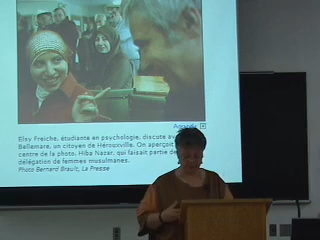 Agrandir
Elsy Freiche, étudiante en psychologie, discute avec
Bellemare, un citoyen de Hérouxville. On aperçoit
centre de la photo, Hiba Nazar, qui faisait partie de
délégation de femmes musulmanes.
Photo Bernard Brault, La Presse